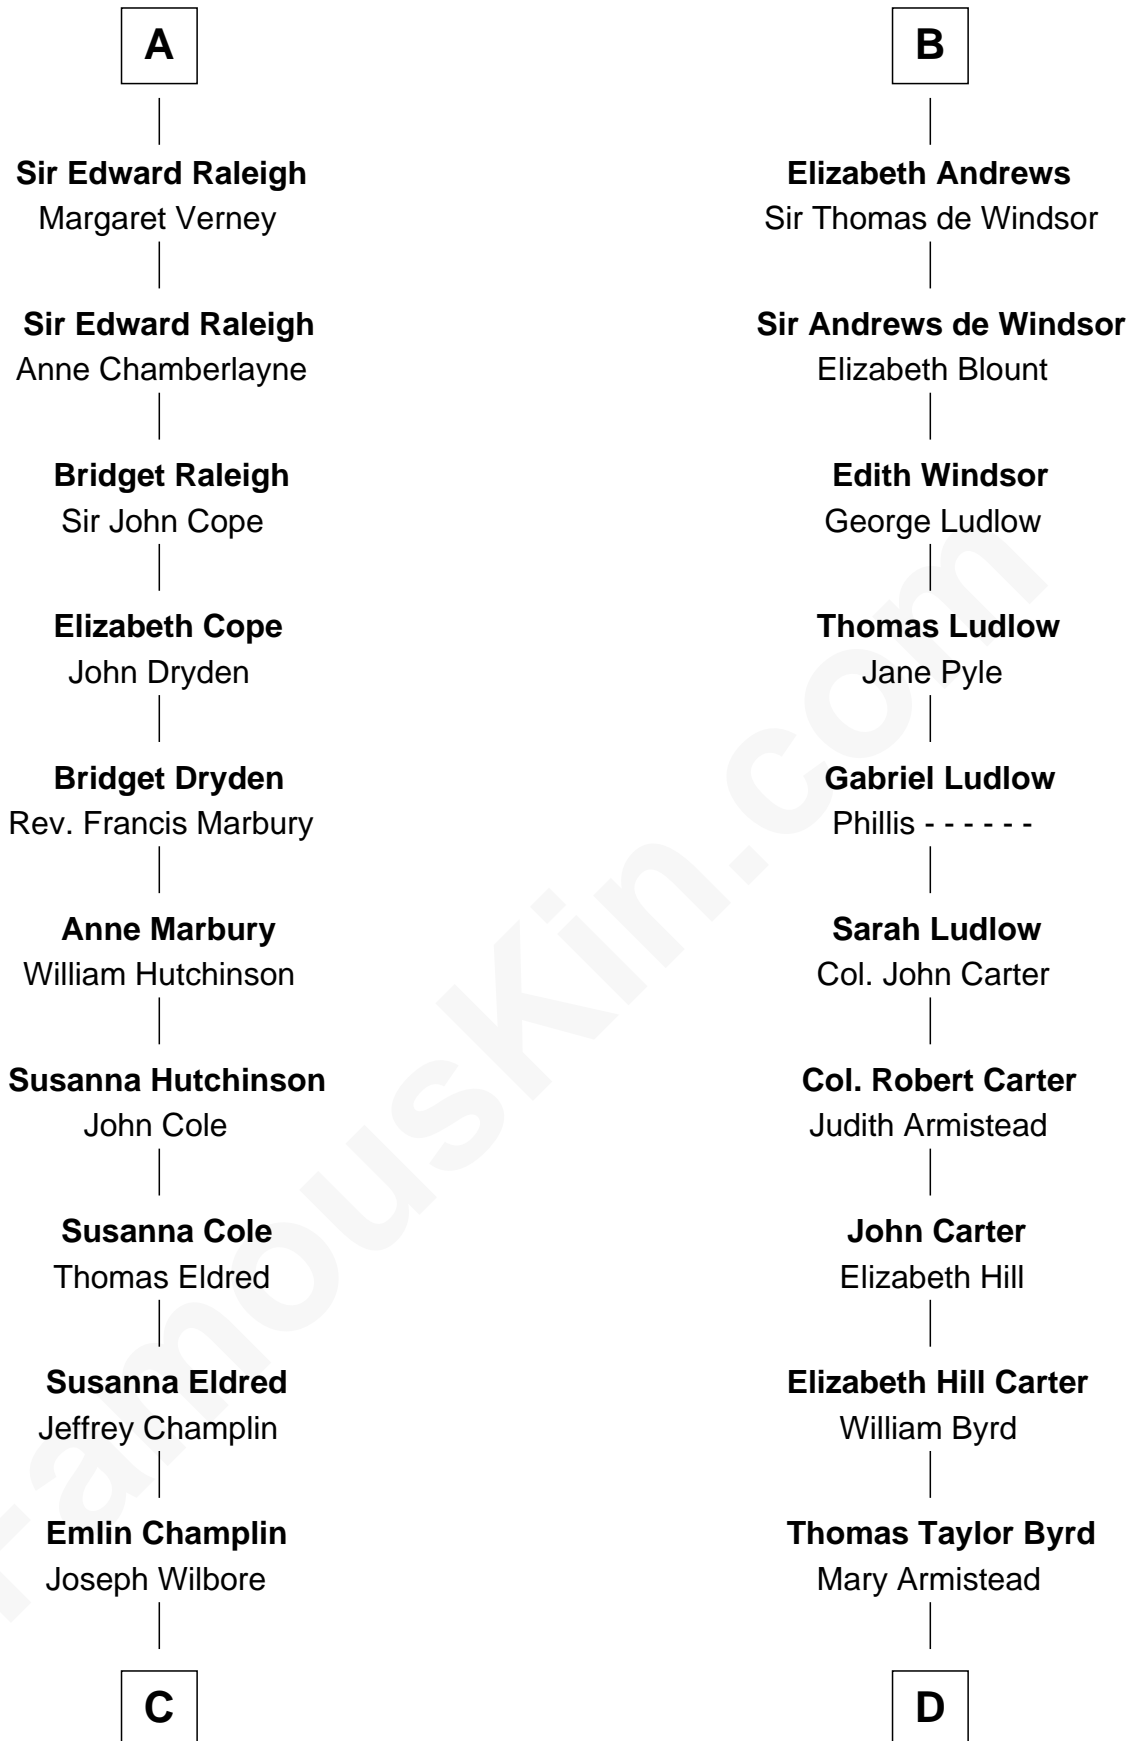 A
Sir Edward Raleigh
Margaret Verney
Sir Edward Raleigh
Anne Chamberlayne
Bridget Raleigh
Sir John Cope
Elizabeth Cope
John Dryden
Bridget Dryden
Rev. Francis Marbury
Anne Marbury
William Hutchinson
Susanna Hutchinson
John Cole
Susanna Cole
Thomas Eldred
Susanna Eldred
Jeffrey Champlin
Emlin Champlin
Joseph Wilbore
C
B
Elizabeth Andrews
Sir Thomas de Windsor
Sir Andrews de Windsor
Elizabeth Blount
Edith Windsor
George Ludlow
Thomas Ludlow
Jane Pyle
Gabriel Ludlow
Phillis - - - - - -
Sarah Ludlow
Col. John Carter
Col. Robert Carter
Judith Armistead
John Carter
Elizabeth Hill
Elizabeth Hill Carter
William Byrd
Thomas Taylor Byrd
Mary Armistead
D
FamousKin.com